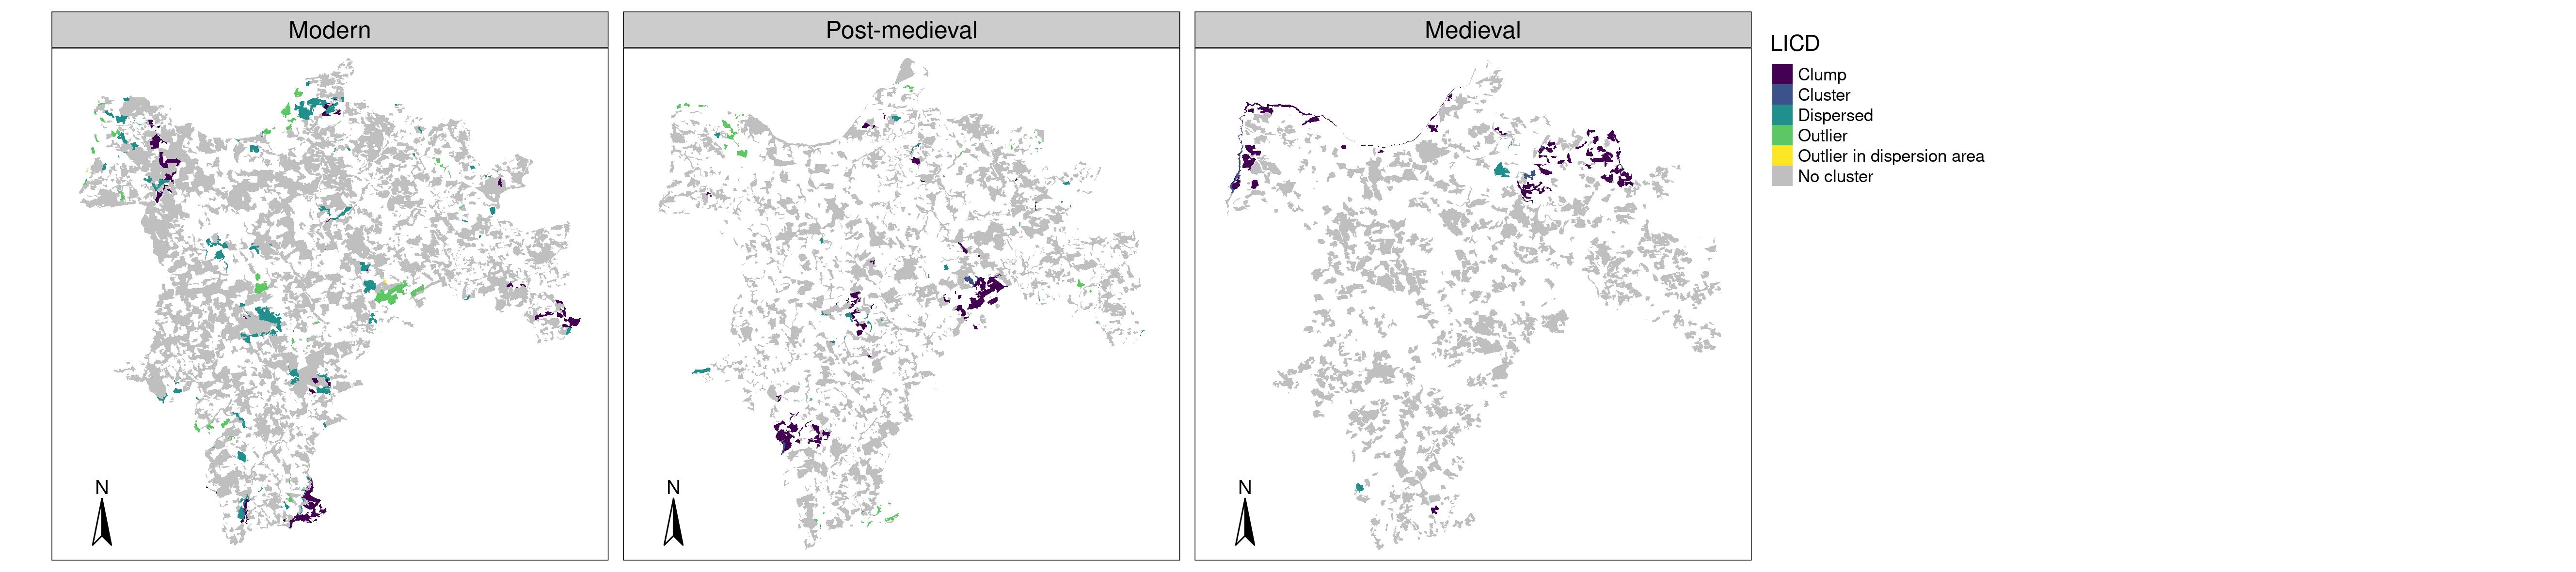 Modern
Post-medieval
Medieval
LICD
Clump
Cluster
Dispersed
Outlier
Outlier in dispersion area
No cluster
N
N
N